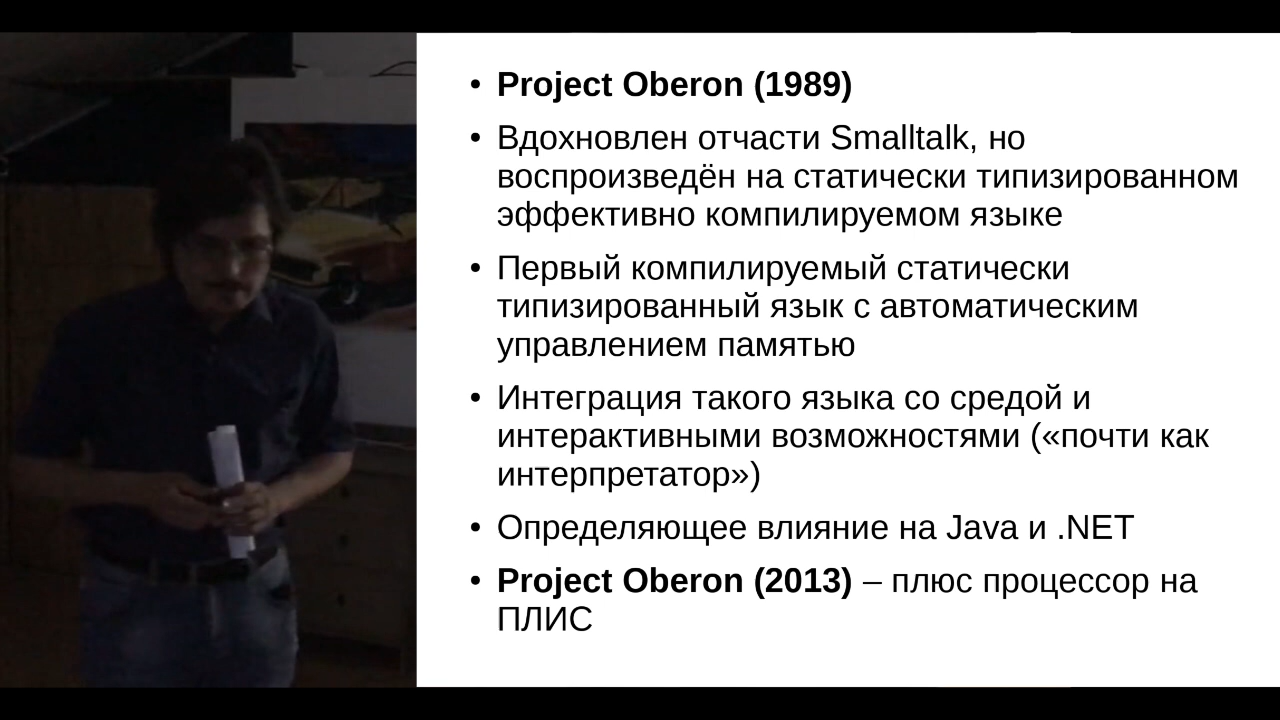 • Project Oberon (1989)
• Вдохновлен отчасти Smalltalk, но
воспроизведён на статически типизированном
эффективно компилируемом языке
• Первый компилируемый статически
типизированный язык с автоматическим
управлением памятью
• Интеграция такого языка со средой и
интерактивными возможностями («почти как
интерпретатор»)
• Определяющее влияние на Java и .NET
• Project Oberon (2013) – плюс процессор на
ПЛИС